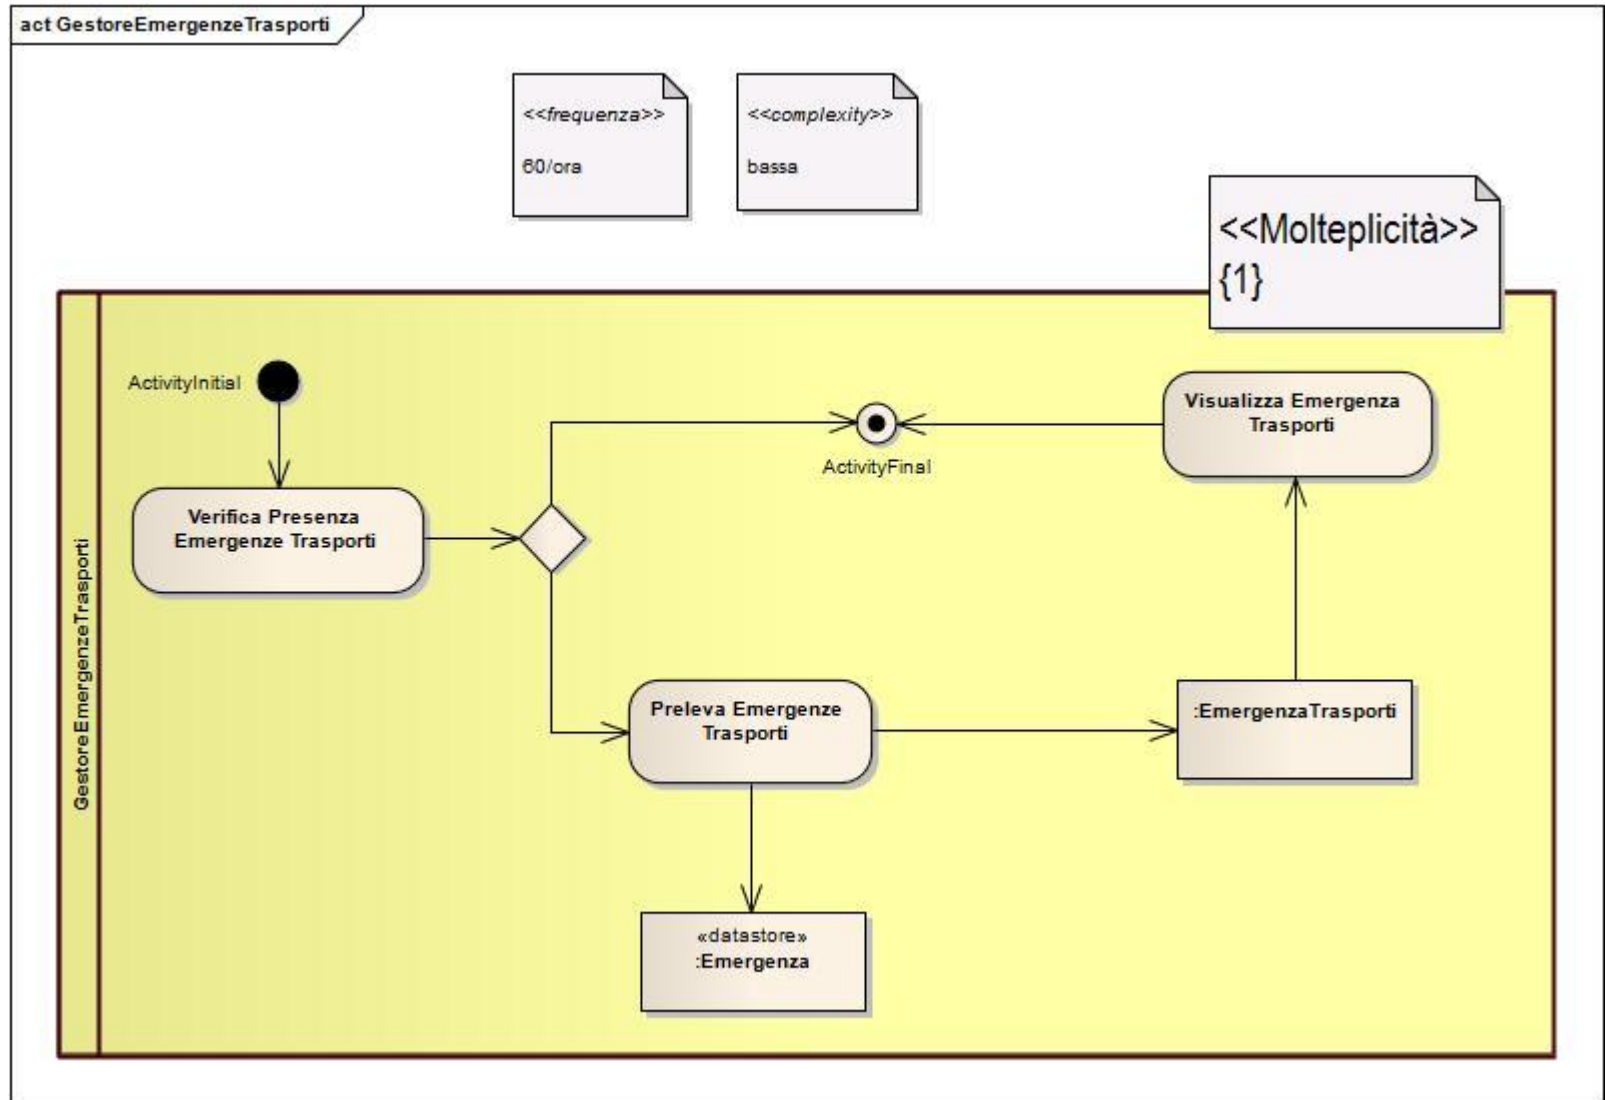 act GestoreEmergenzeTrasporti
<<frequenza>>
60/ora
<<complexity>>
bassa
<<Molteplicità>>
{1}
GestoreEmergenzeTrasporti
ActivityInitial
Verifica Presenza
Emergenze Trasporti
ActivityFinal
Visualizza Emergenza
Trasporti
Preleva Emergenze
Trasporti
:EmergenzaTrasporti
«datastore»
:Emergenza